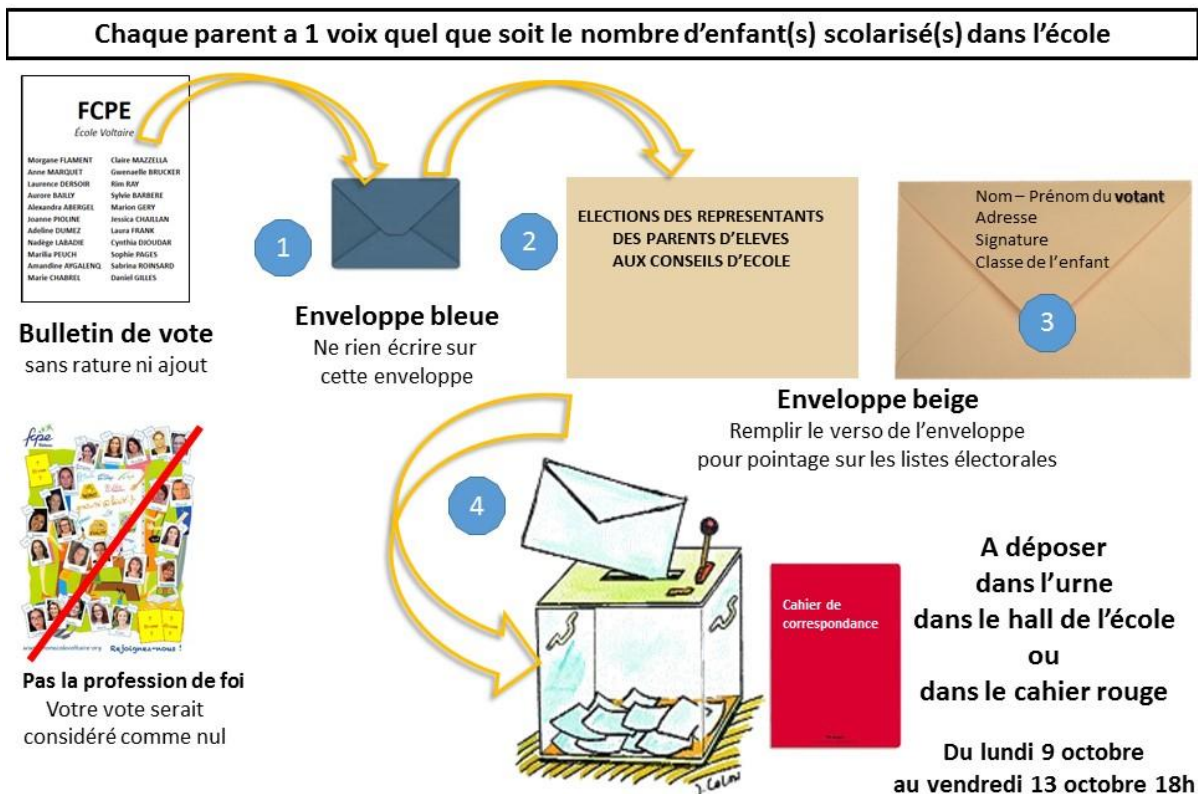 Chaque parent a 1 voix quel que soit le nombre d'enfant(s) scolarisé(s) dans l'école
FCPE
École Voltaire
Morgane FLAMENT Claire MAZZELLA
Anne MARQUET Gwenaelle BRUCKER
Laurence DERSOIR Rim RAY
Aurore BAILLY Sylvie BARBERE
Alexandra ABERGEL Marion GERY
Joanne PIOLINE Jessica CHAILLAN
Adeline DUMEZ Laura FRANK
Nadège LABADIE Cynthia DJOUDAR
Marilia PEUCH Sophie PAGES
Amandine AYGALENQ Sabrina ROINSARD
Marie CHABREL Daniel GILLES
Bulletin de vote
sans rature ni ajout
1
Enveloppe bleue
Ne rien écrire sur
cette enveloppe
2
ELECTIONS DES REPRESENTANTS
DES PARENTS D'ELEVES
AUX CONSEILS D'ECOLE
Nom – Prénom du votant
Adresse
Signature
Classe de l'enfant
3
Enveloppe beige
Remplir le verso de l'enveloppe
pour pointage sur les listes électorales
fcpe
Rejoignez-nous !
Pas la profession de foi
Votre vote serait
considéré comme nul
4
Cahier de
correspondance
A déposer
dans l'urne
dans le hall de l'école
ou
dans le cahier rouge
Du lundi 9 octobre
au vendredi 13 octobre 18h